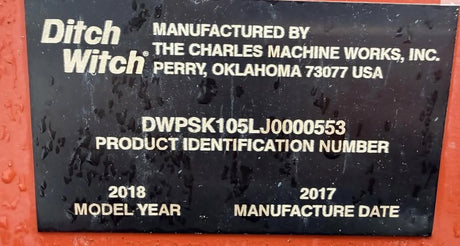 Ditch Witch®
MANUFACTURED BY
THE CHARLES MACHINE WORKS, INC.
PERRY, OKLAHOMA 73077 USA
DWPSK105LJ0000553
PRODUCT IDENTIFICATION NUMBER
2018
MODEL YEAR
2017
MANUFACTURE DATE